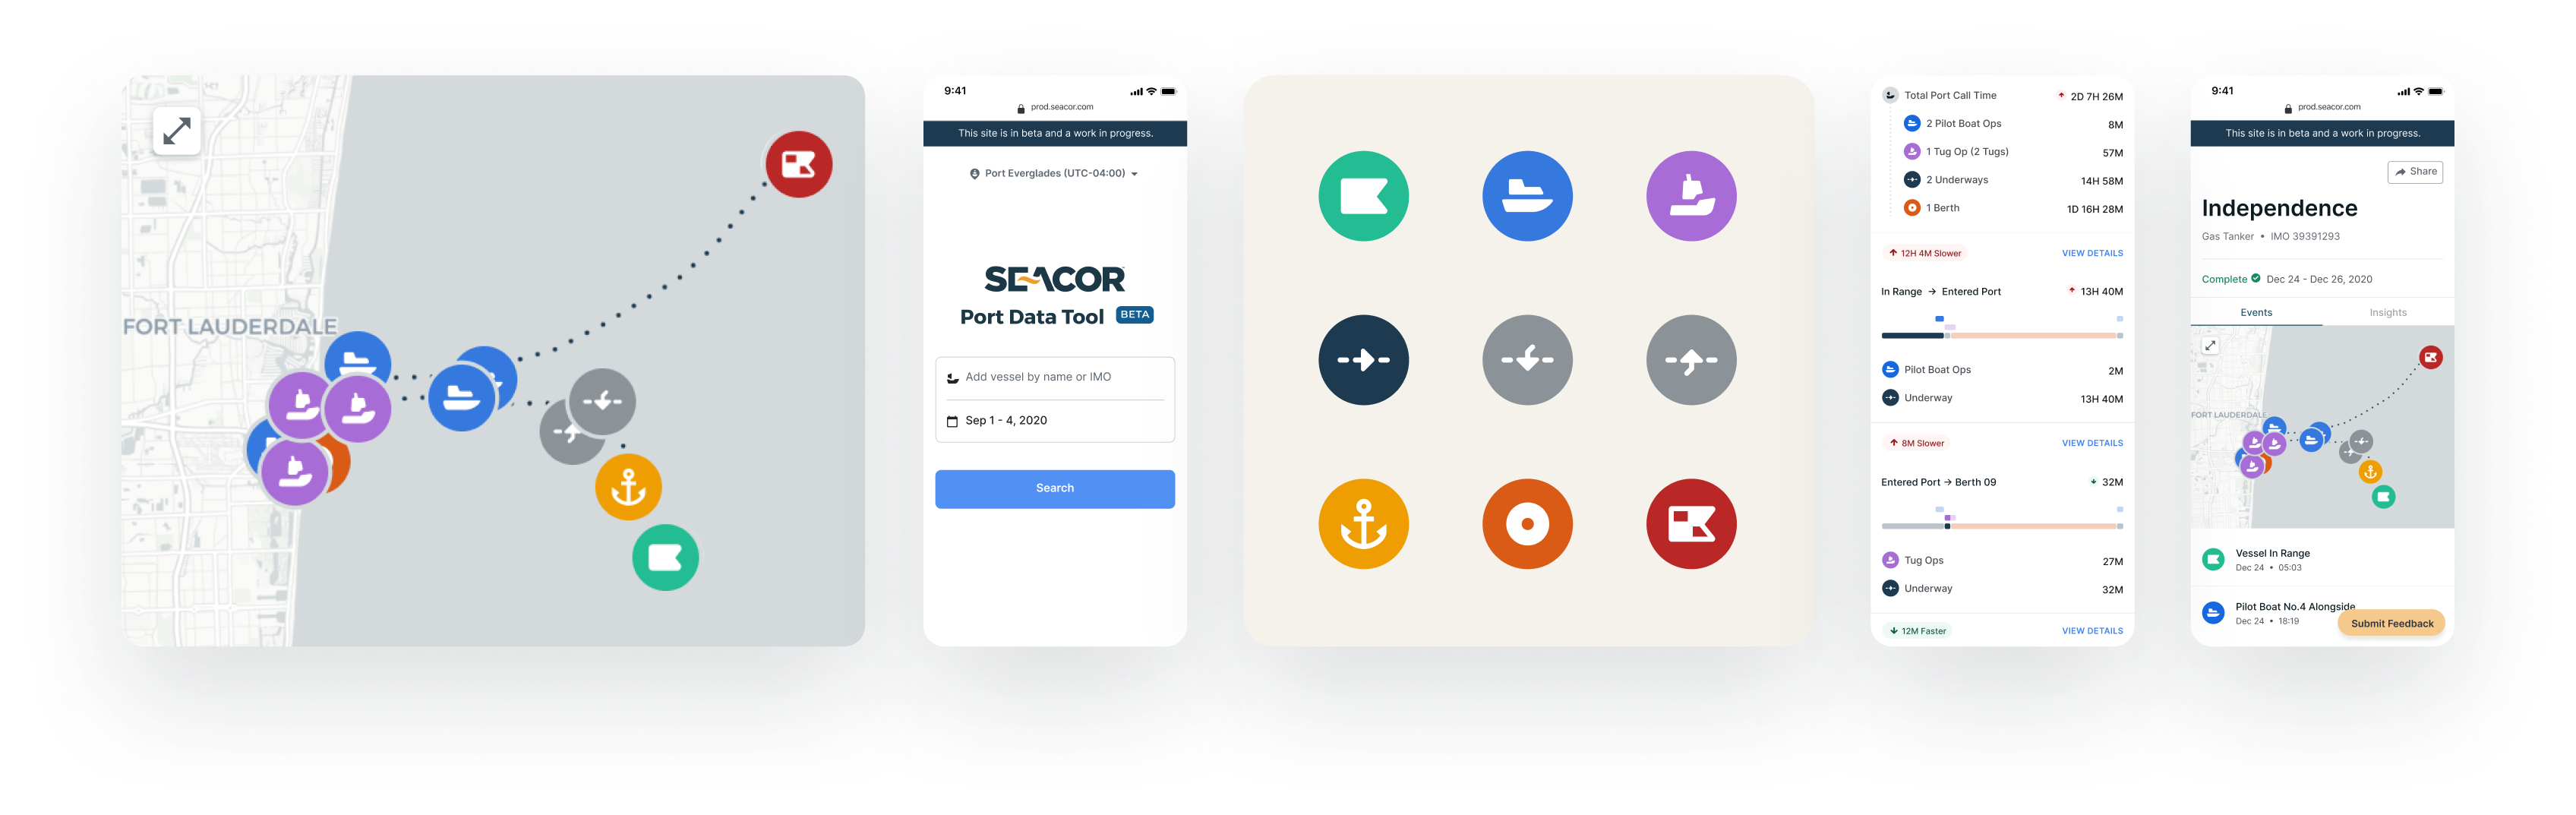 FORT LAUDERDALE
9:41
prod.seacor.com
This site is in beta and a work in progress.
Port Everglades (UTC-04:00)
SEACOR
Port Data Tool BETA
Add vessel by name or IMO
Sep 1 - 4, 2020
Search
Total Port Call Time 2D 7H 26M
2 Pilot Boat Ops 8M
1 Tug Op (2 Tugs) 57M
2 Underways 14H 58M
1 Berth 1D 16H 28M
12H 4M Slower VIEW DETAILS
In Range → Entered Port 13H 40M
Pilot Boat Ops 2M
Underway 13H 40M
8M Slower VIEW DETAILS
Entered Port → Berth 09 32M
Tug Ops 27M
Underway 32M
12M Faster VIEW DETAILS
9:41
prod.seacor.com
This site is in beta and a work in progress.
Share
Independence
Gas Tanker • IMO 39391293
Complete Dec 24 - Dec 26, 2020
Events Insights
FORT LAUDERDALE
Vessel In Range
Dec 24 • 05:03
Pilot Boat No.4 Alongside
Dec 24 • 18:19
Submit Feedback